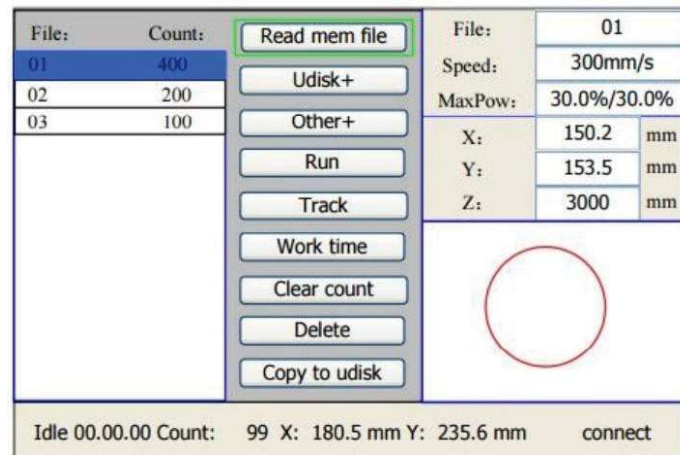 File: Count:
01 400
02 200
03 100
Read mem file
Udisk+
Other+
Run
Track
Work time
Clear count
Delete
Copy to udisk
File: 01
Speed: 300mm/s
MaxPow: 30.0%/30.0%
X: 150.2 mm
Y: 153.5 mm
Z: 3000 mm
Idle 00.00.00 Count: 99 X: 180.5 mm Y: 235.6 mm connect